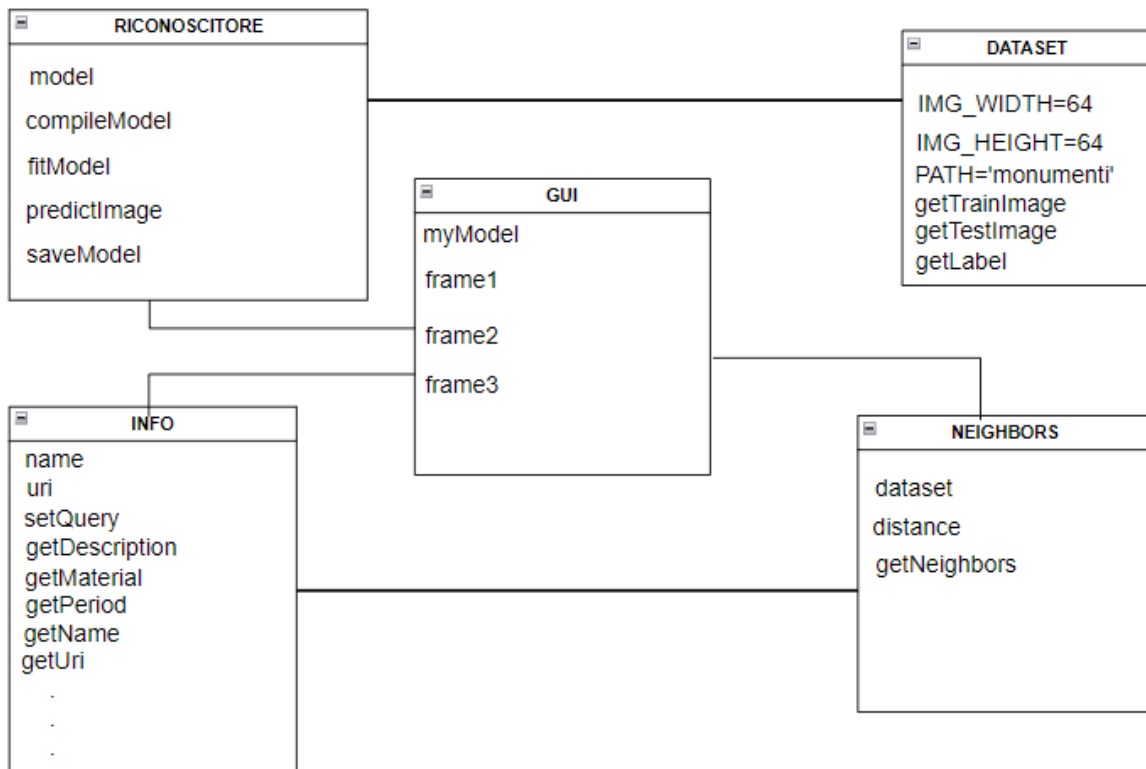 RICONOSCITORE
model
compileModel
fitModel
predictImage
saveModel
DATASET
IMG_WIDTH=64
IMG_HEIGHT=64
PATH='monumenti'
getTrainImage
getTestImage
getLabel
GUI
myModel
frame1
frame2
frame3
INFO
name
uri
setQuery
getDescription
getMaterial
getPeriod
getName
getUri
.
.
.
NEIGHBORS
dataset
distance
getNeighbors